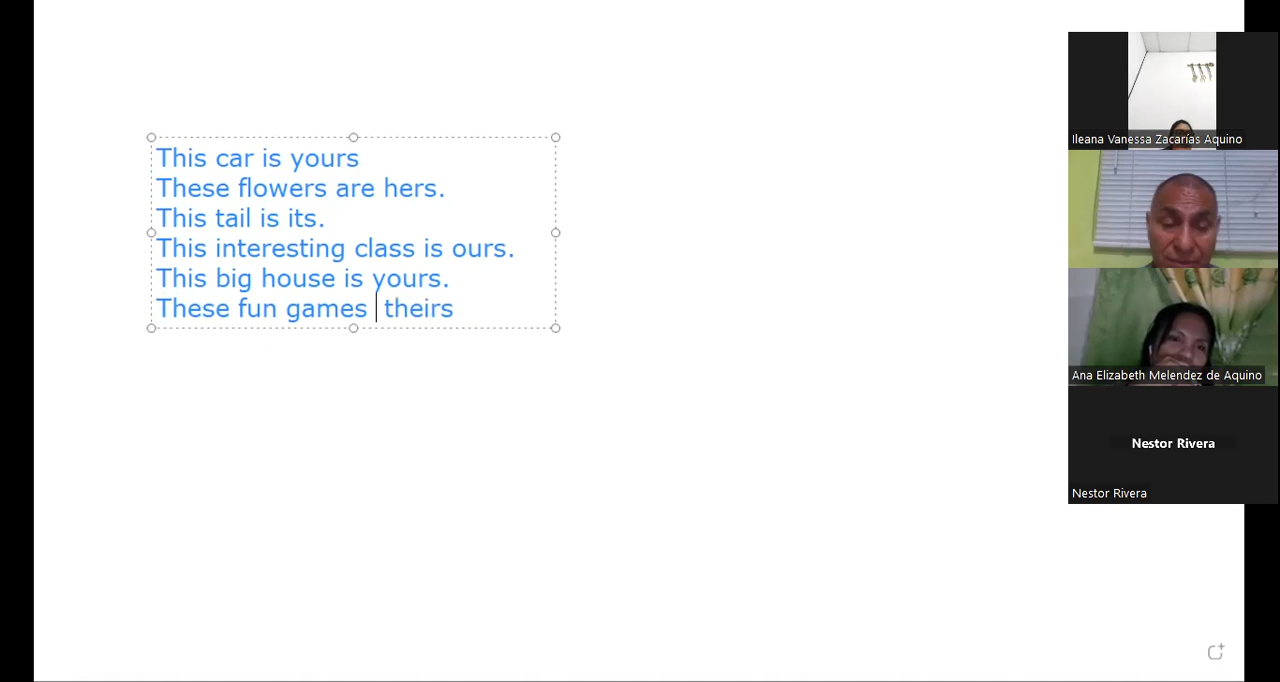 This car is yours
These flowers are hers.
This tail is its.
This interesting class is ours.
This big house is yours.
These fun games theirs
Ileana Vanessa Zacarías Aquino
Ana Elizabeth Melendez de Aquino
Nestor Rivera
Nestor Rivera